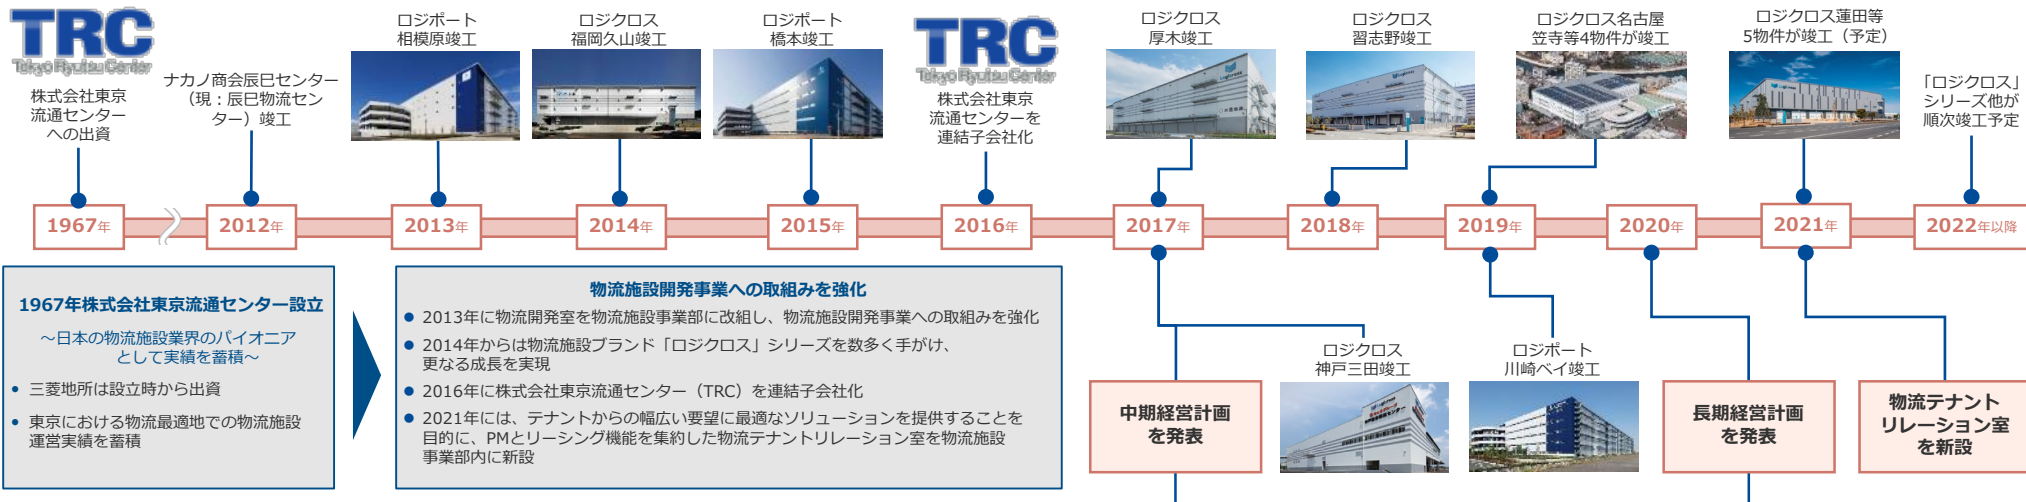 TRC
Tokyo Ryutsu Center
株式会社東京
流通センター
への出資
ナカノ商会辰巳センター
（現：辰巳物流セン
ター）竣工
ロジポート
相模原竣工
ロジクロス
福岡久山竣工
ロジポート
橋本竣工
TRC
Tokyo Ryutsu Center
株式会社東京
流通センターを
連結子会社化
ロジクロス
厚木竣工
ロジクロス
習志野竣工
ロジクロス名古屋
笠寺等4物件が竣工
ロジクロス蓮田等
5物件が竣工（予定）
「ロジクロス」
シリーズ他が
順次竣工予定
1967年
2012年
2013年
2014年
2015年
2016年
2017年
2018年
2019年
2020年
2021年
2022年以降
1967年株式会社東京流通センター設立
～日本の物流施設業界のパイオニア
として実績を蓄積～
• 三菱地所は設立時から出資
• 東京における物流最適地での物流施設
運営実績を蓄積
物流施設開発事業への取組みを強化
● 2013年に物流開発室を物流施設事業部に改組し、物流施設開発事業への取組みを強化
● 2014年からは物流施設ブランド「ロジクロス」シリーズを数多く手がけ、
更なる成長を実現
● 2016年に株式会社東京流通センター（TRC）を連結子会社化
● 2021年には、テナントからの幅広い要望に最適なソリューションを提供することを
目的に、PMとリーシング機能を集約した物流テナントリレーション室を物流施設
事業部内に新設
中期経営計画
を発表
ロジクロス
神戸三田竣工
ロジポート
川崎ベイ竣工
長期経営計画
を発表
物流テナント
リレーション室
を新設